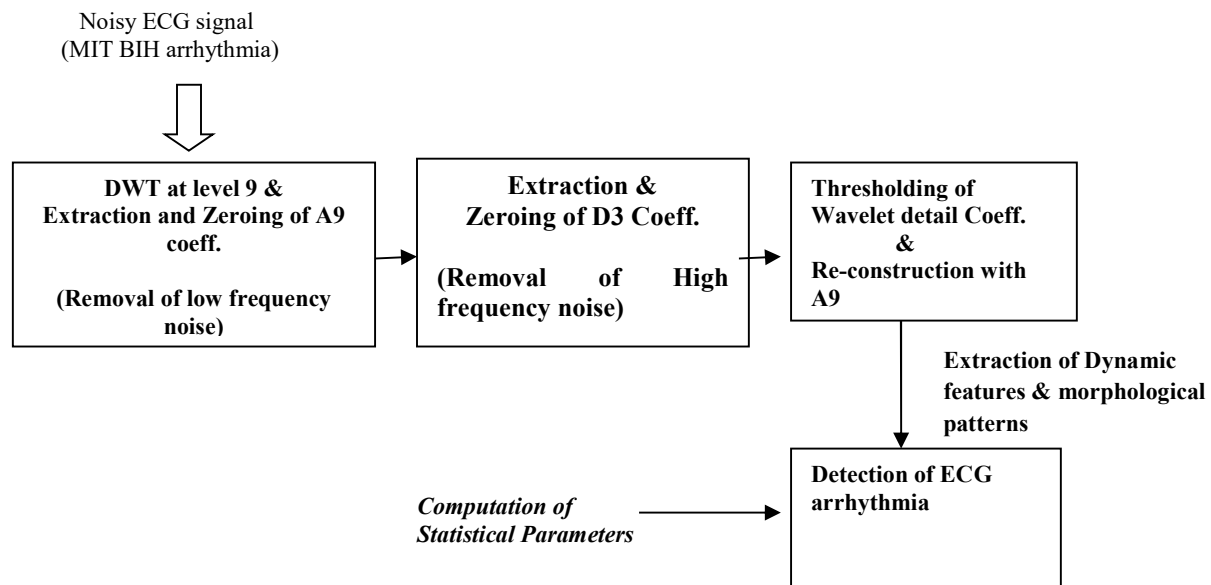 Noisy ECG signal
(MIT BIH arrhythmia)
DWT at level 9 &
Extraction and Zeroing of A9
coeff.
(Removal of low frequency
noise)
Extraction &
Zeroing of D3 Coeff.
(Removal of High
frequency noise)
Thresholding of
Wavelet detail Coeff.
&
Re-construction with
A9
Extraction of Dynamic
features & morphological
patterns
Detection of ECG
arrhythmia
Computation of
Statistical Parameters